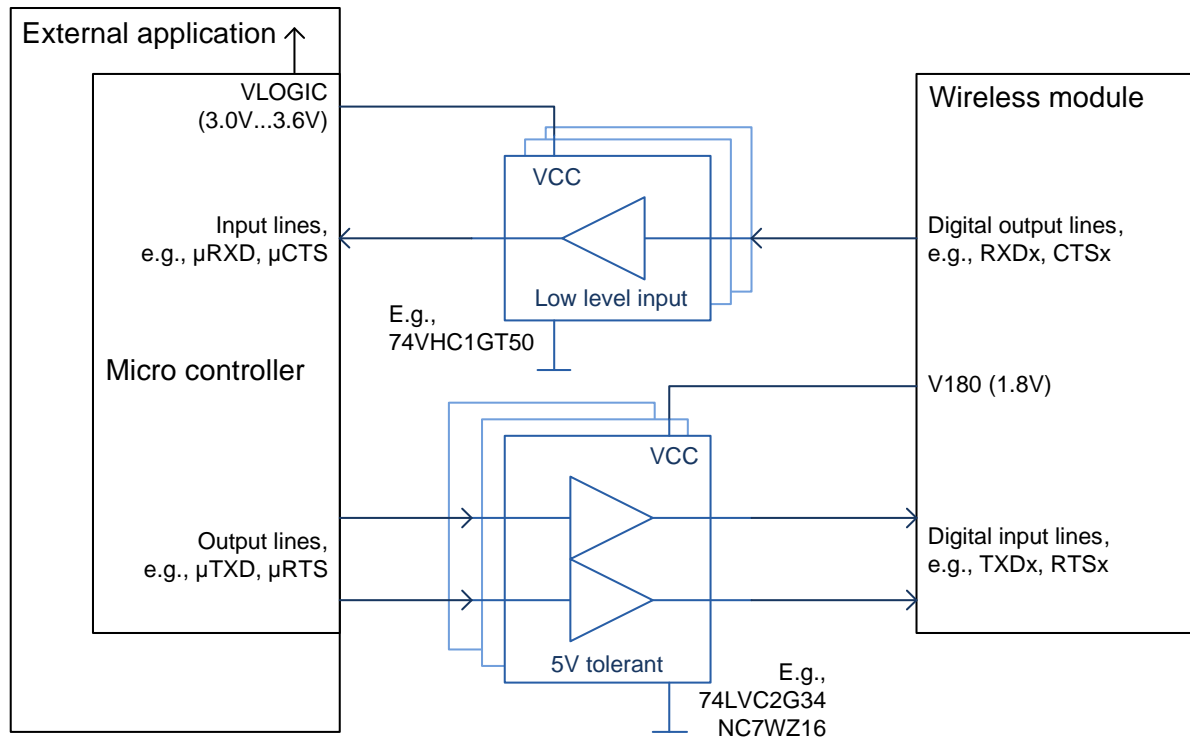 External application
VLOGIC
(3.0V...3.6V)
Wireless module
VCC
Input lines,
e.g., µRXD, µCTS
Digital output lines,
e.g., RXDx, CTSx
Low level input
E.g.,
74VHC1GT50
Micro controller
V180 (1.8V)
VCC
Output lines,
e.g., µTXD, µRTS
Digital input lines,
e.g., TXDx, RTSx
5V tolerant
E.g.,
74LVC2G34
NC7WZ16